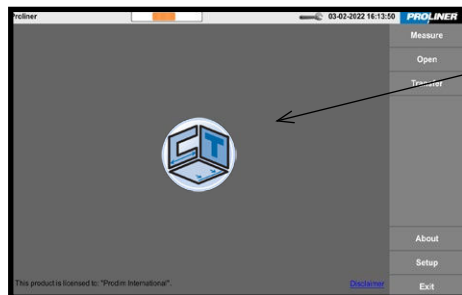 Proliner
03-02-2022 16:13:50
PROLINER
Measure
Open
Transfer
CT
About
Setup
This product is licensed to: "Prodim International".
Disclaimer
Exit